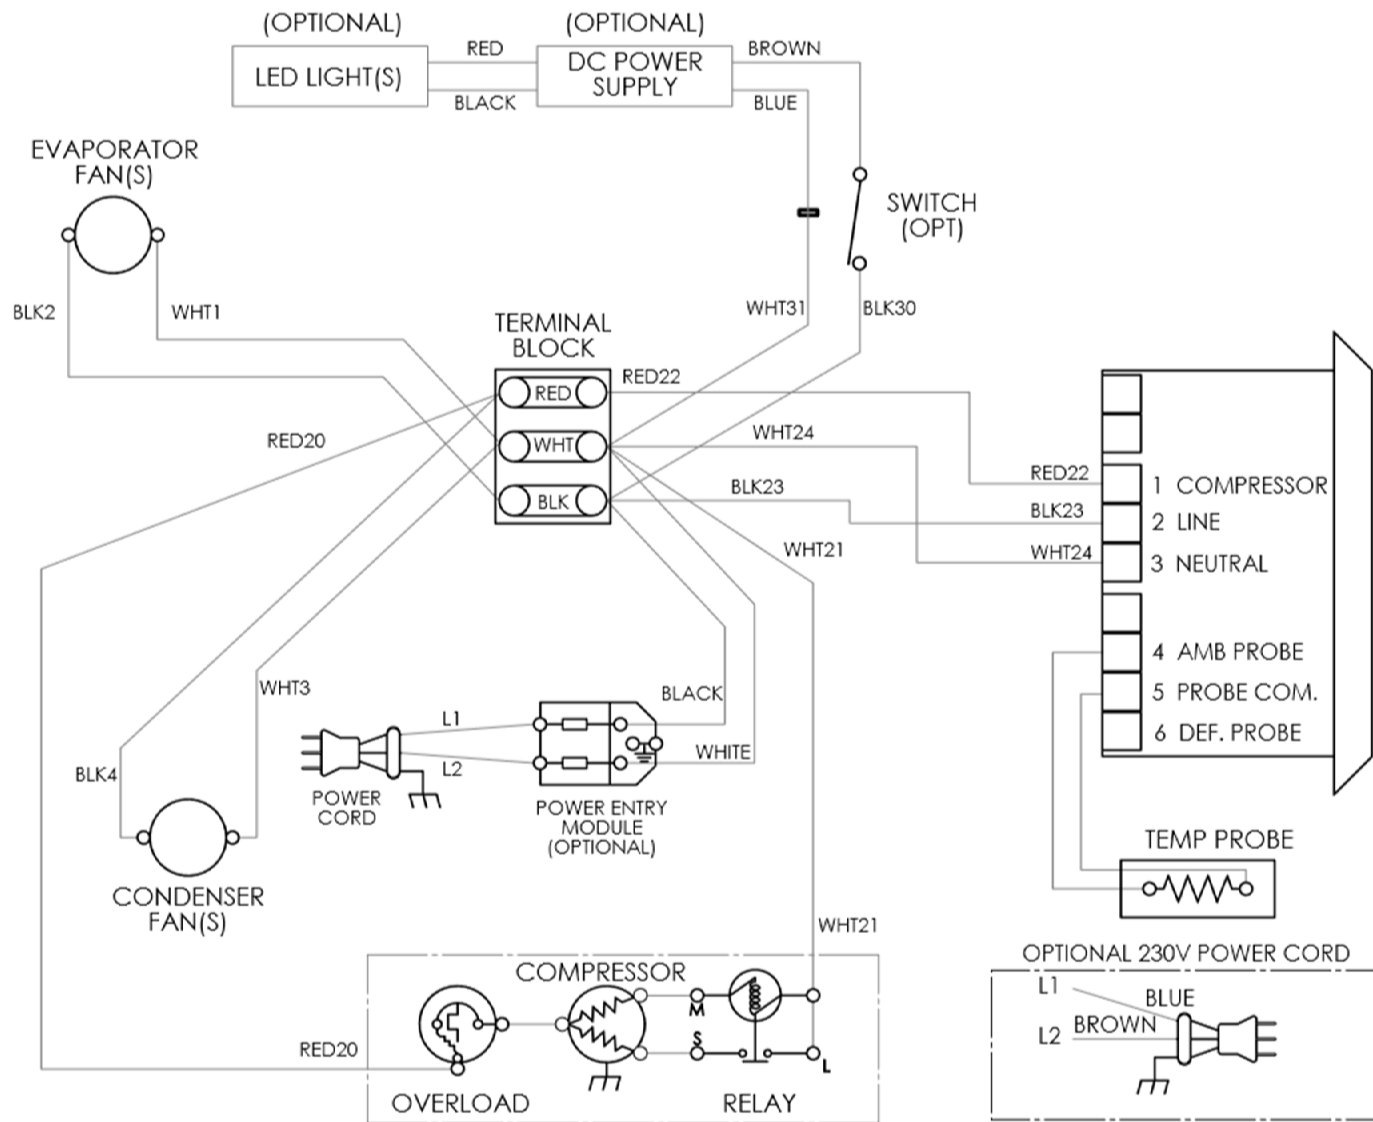 (OPTIONAL)
(OPTIONAL)
LED LIGHT(S)
RED
BLACK
DC POWER
SUPPLY
BROWN
BLUE
EVAPORATOR
FAN(S)
SWITCH
(OPT)
BLK2
WHT1
WHT31
BLK30
TERMINAL
BLOCK
RED
WHT
BLK
RED22
RED20
WHT24
BLK23
WHT21
RED22
BLK23
WHT24
1 COMPRESSOR
2 LINE
3 NEUTRAL
4 AMB PROBE
5 PROBE COM.
6 DEF. PROBE
WHT3
BLK4
L1
L2
BLACK
WHITE
POWER
CORD
POWER ENTRY
MODULE
(OPTIONAL)
CONDENSER
FAN(S)
TEMP PROBE
WHT21
OPTIONAL 230V POWER CORD
L1
BLUE
L2
BROWN
COMPRESSOR
M
S
L
RED20
OVERLOAD
RELAY